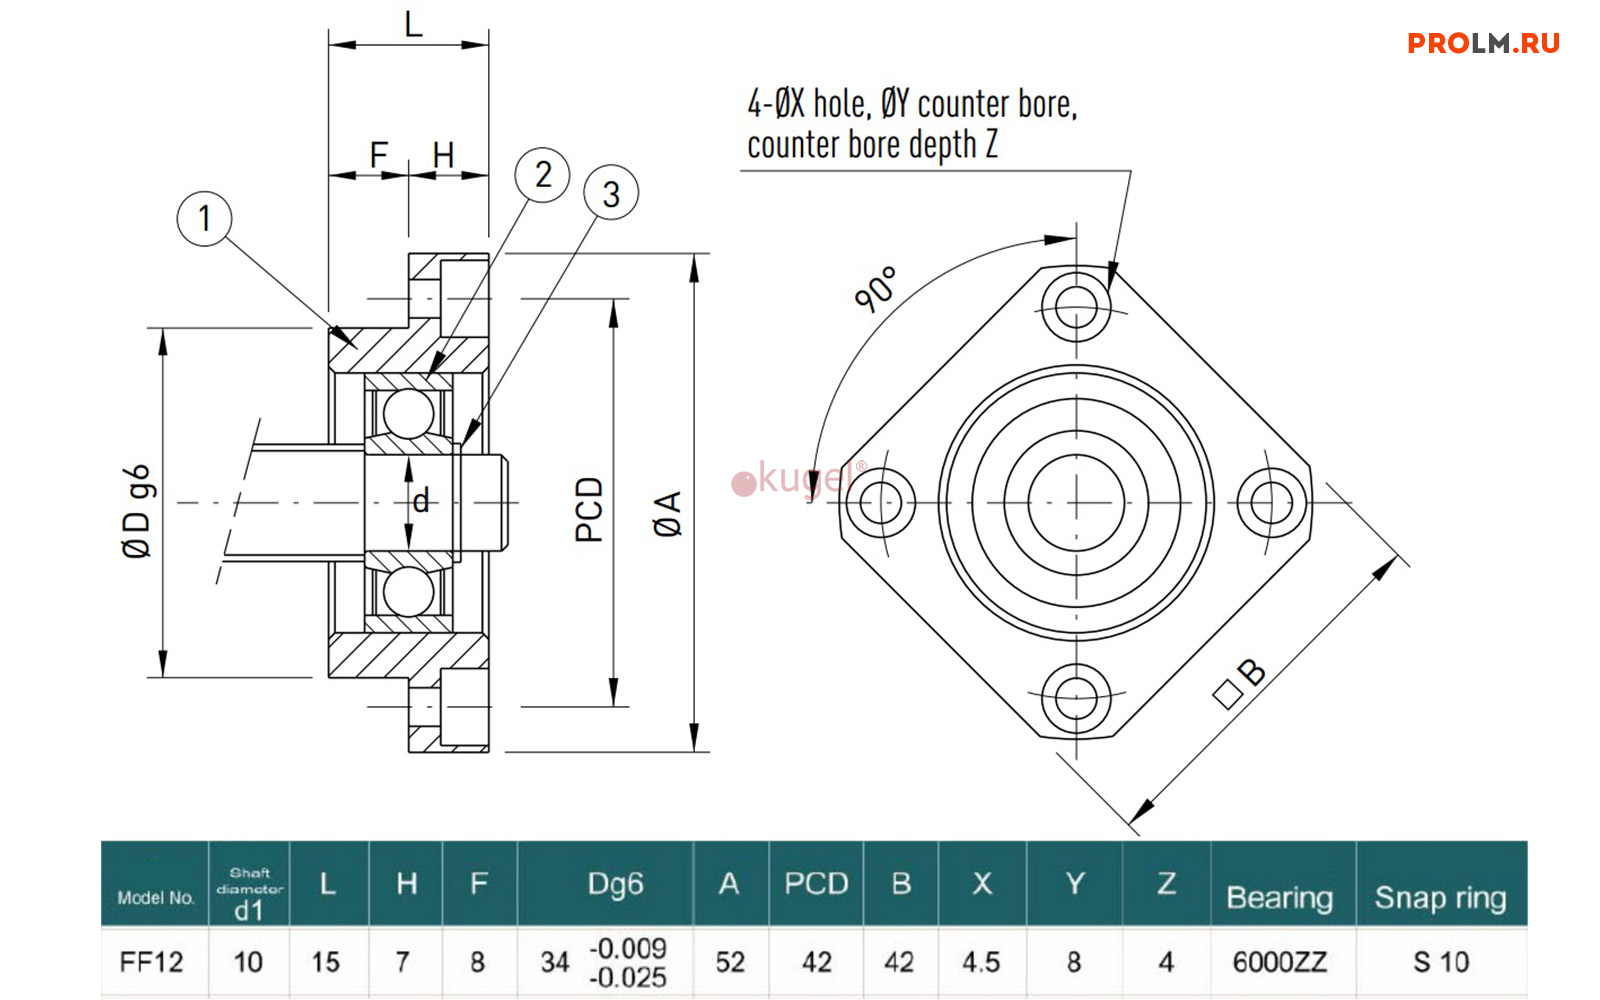 L
PROLM.RU
4-ØX hole, ØY counter bore,
counter bore depth Z
F H
2
3
1
90°
kugel®
d
ØD g6
PCD
ØA
□B
Model No. Shaft diameter d1 L H F Dg6 A PCD B X Y Z Bearing Snap ring
FF12 10 15 7 8 34 -0.009 -0.025 52 42 42 4.5 8 4 6000ZZ S 10